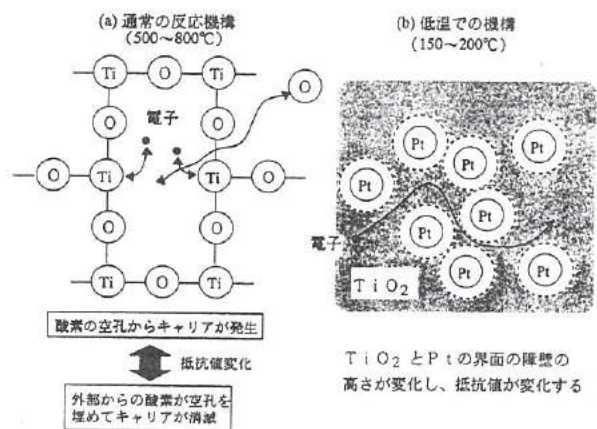 (a) 通常の反応機構
(500～800℃)
Ti O Ti
O
O 電子 O
O Ti Ti O
O O
Ti O Ti
酸素の空孔からキャリアが発生
抵抗値変化
外部からの酸素が空孔を
埋めてキャリアが消滅
(b) 低温での機構
(150～200℃)
Pt
Pt
Pt
Pt
Pt
Pt
Pt
Pt
電子
TiO₂
TiO₂とPtの界面の障壁の
高さが変化し、抵抗値が変化する